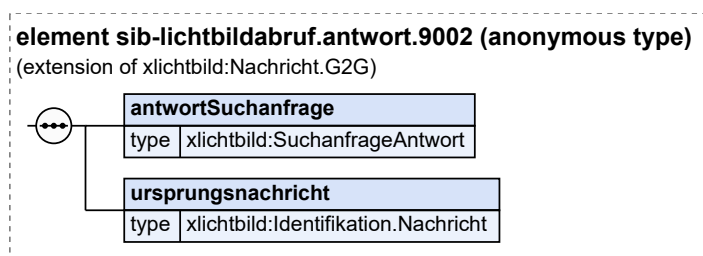 element sib-lichtbildabruf.antwort.9002 (anonymous type)
(extension of xlichtbild:Nachricht.G2G)
antwortSuchanfrage
type xlichtbild:SuchanfrageAntwort
ursprungsnachricht
type xlichtbild:Identifikation.Nachricht